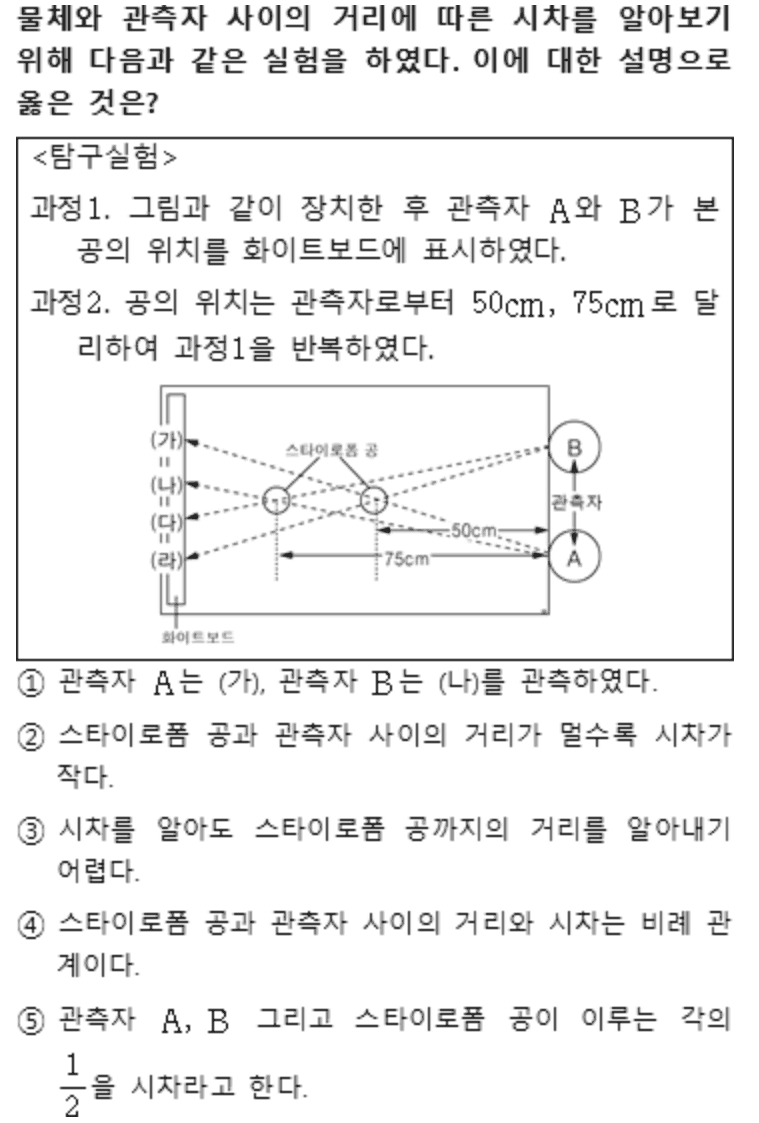 물체와 관측자 사이의 거리에 따른 시차를 알아보기
위해 다음과 같은 실험을 하였다. 이에 대한 설명으로
옳은 것은?
<탐구실험>
과정1. 그림과 같이 장치한 후 관측자 A와 B가 본
공의 위치를 화이트보드에 표시하였다.
과정2. 공의 위치는 관측자로부터 50cm, 75cm로 달
리하여 과정1을 반복하였다.
(가)
스타이로폼 공
B
(나)
관측자
(다)
50cm
(라)
75cm
A
화이트보드
① 관측자 A는 (가), 관측자 B는 (나)를 관측하였다.
② 스타이로폼 공과 관측자 사이의 거리가 멀수록 시차가
작다.
③ 시차를 알아도 스타이로폼 공까지의 거리를 알아내기
어렵다.
④ 스타이로폼 공과 관측자 사이의 거리와 시차는 비례 관
계이다.
⑤ 관측자 A, B 그리고 스타이로폼 공이 이루는 각의
1/2을 시차라고 한다.